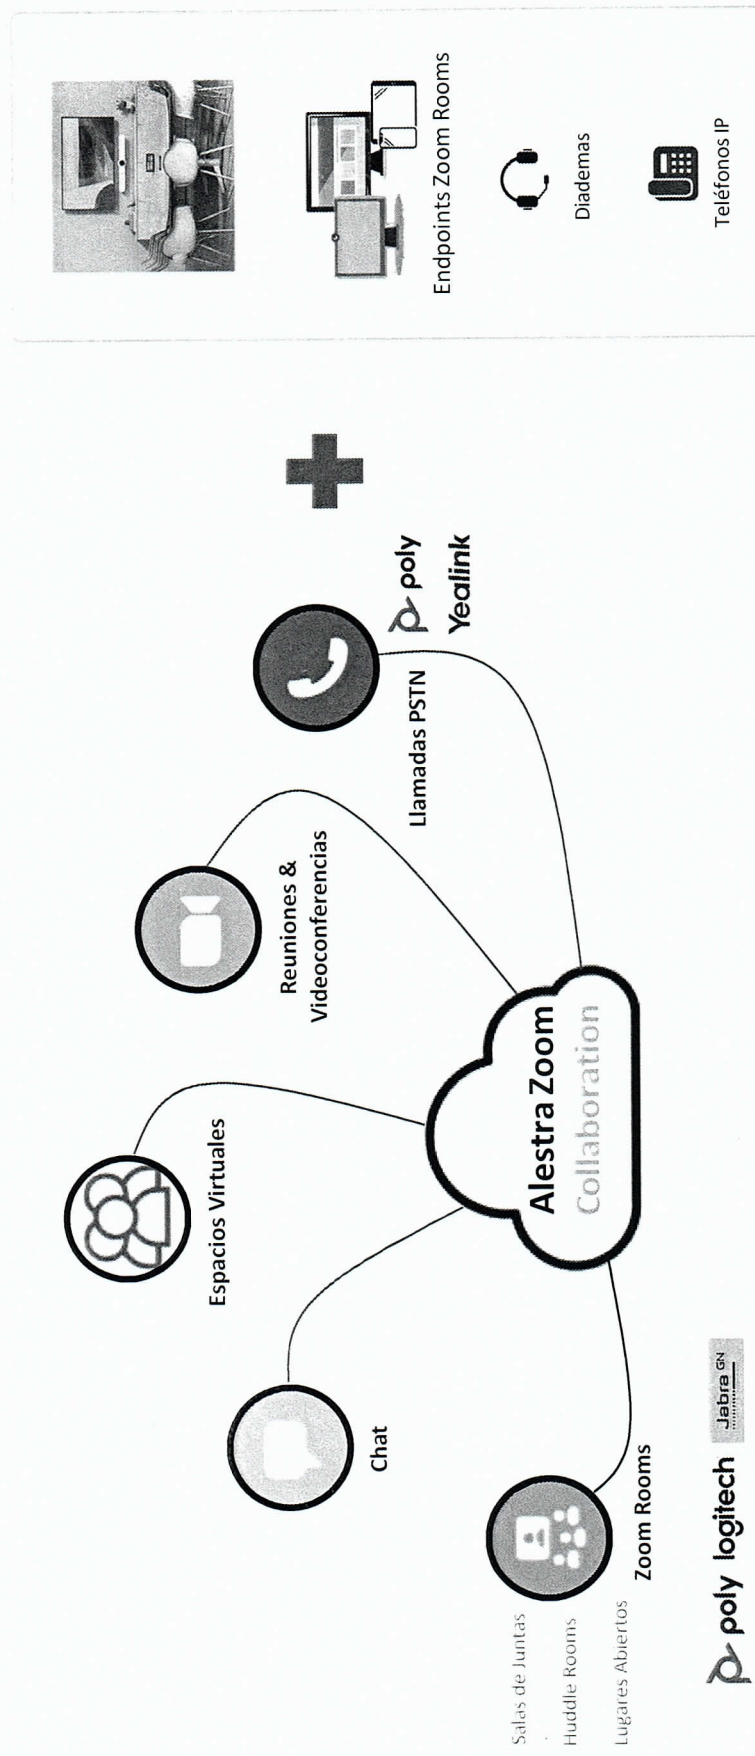 Salas de Juntas
Huddle Rooms
Lugares Abiertos
Zoom Rooms
poly logitech Jabra GN
Chat
Espacios Virtuales
Reuniones &
Videoconferencias
Llamadas PSTN
poly
Yealink
Alestra Zoom
Collaboration
Endpoints Zoom Rooms
Diademas
Teléfonos IP